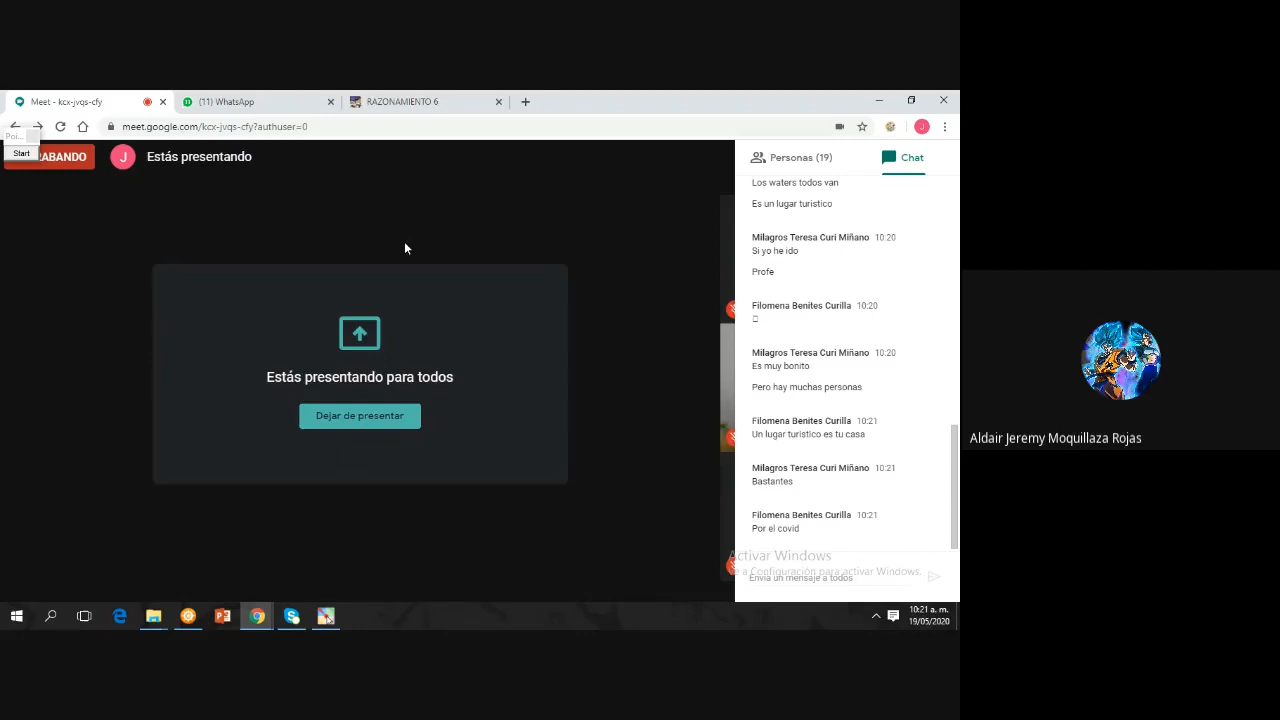 Meet - kcx-jvqs-cfy
(11) WhatsApp
RAZONAMIENTO 6
meet.google.com/kcx-jvqs-cfy?authuser=0
Poi...
Start
ABANDO
J
Estás presentando
J
Personas (19)
Chat
Estás presentando para todos
Dejar de presentar
Los waters todos van
Es un lugar turistico
Milagros Teresa Curi Miñano 10:20
Si yo he ido
Profe
Filomena Benites Curilla 10:20
Milagros Teresa Curi Miñano 10:20
Es muy bonito
Pero hay muchas personas
Filomena Benites Curilla 10:21
Un lugar turistico es tu casa
Milagros Teresa Curi Miñano 10:21
Bastantes
Filomena Benites Curilla 10:21
Por el covid
Activar Windows
Ve a Configuración para activar Windows.
Envía un mensaje a todos
10:21 a. m.
19/05/2020
Aldair Jeremy Moquillaza Rojas